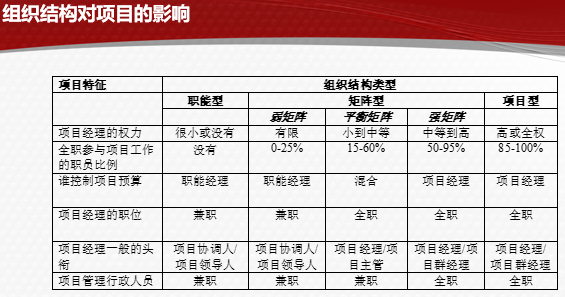 组织结构对项目的影响
项目特征 组织结构类型
职能型 矩阵型 项目型
弱矩阵 平衡矩阵 强矩阵
项目经理的权力 很小或没有 有限 小到中等 中等到高 高或全权
全职参与项目工作的职员比例 没有 0-25% 15-60% 50-95% 85-100%
谁控制项目预算 职能经理 职能经理 混合 项目经理 项目经理
项目经理的职位 兼职 兼职 全职 全职 全职
项目经理一般的头衔 项目协调人/项目领导人 项目协调人/项目领导人 项目经理/项目主管 项目经理/项目群经理 项目经理/项目群经理
项目管理行政人员 兼职 兼职 兼职 全职 全职